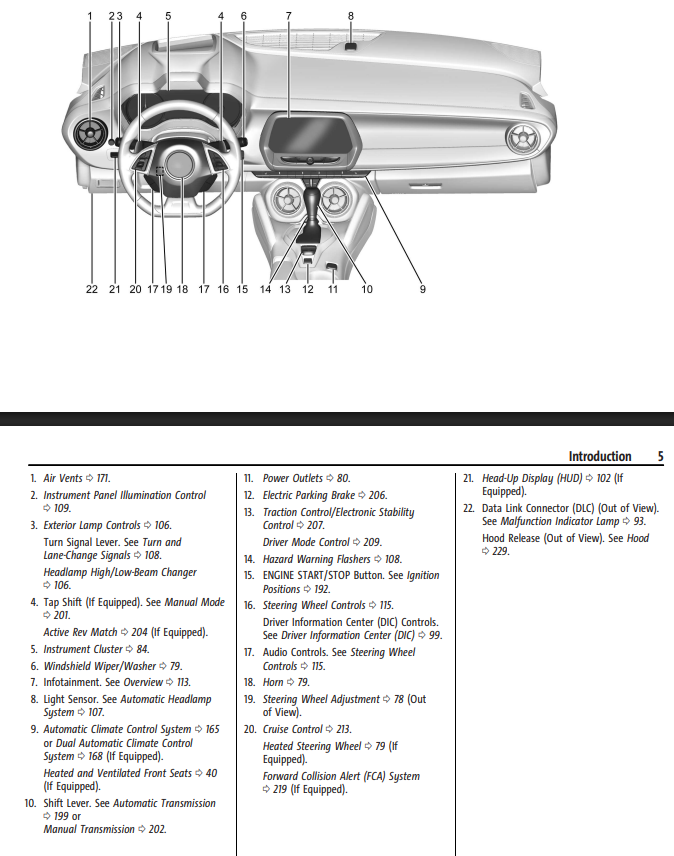 1 2 3 4 5 4 6 7 8
22 21 20 17 19 18 17 16 15 14 13 12 11 10 9
Introduction 5
1. Air Vents ➪ 171.
2. Instrument Panel Illumination Control
➪ 109.
3. Exterior Lamp Controls ➪ 106.
Turn Signal Lever. See Turn and
Lane-Change Signals ➪ 108.
Headlamp High/Low-Beam Changer
➪ 106.
4. Tap Shift (If Equipped). See Manual Mode
➪ 201.
Active Rev Match ➪ 204 (If Equipped).
5. Instrument Cluster ➪ 84.
6. Windshield Wiper/Washer ➪ 79.
7. Infotainment. See Overview ➪ 113.
8. Light Sensor. See Automatic Headlamp
System ➪ 107.
9. Automatic Climate Control System ➪ 165
or Dual Automatic Climate Control
System ➪ 168 (If Equipped).
Heated and Ventilated Front Seats ➪ 40
(If Equipped).
10. Shift Lever. See Automatic Transmission
➪ 199 or
Manual Transmission ➪ 202.
11. Power Outlets ➪ 80.
12. Electric Parking Brake ➪ 206.
13. Traction Control/Electronic Stability
Control ➪ 207.
Driver Mode Control ➪ 209.
14. Hazard Warning Flashers ➪ 108.
15. ENGINE START/STOP Button. See Ignition
Positions ➪ 192.
16. Steering Wheel Controls ➪ 115.
Driver Information Center (DIC) Controls.
See Driver Information Center (DIC) ➪ 99.
17. Audio Controls. See Steering Wheel
Controls ➪ 115.
18. Horn ➪ 79.
19. Steering Wheel Adjustment ➪ 78 (Out
of View).
20. Cruise Control ➪ 213.
Heated Steering Wheel ➪ 79 (If
Equipped).
Forward Collision Alert (FCA) System
➪ 219 (If Equipped).
21. Head-Up Display (HUD) ➪ 102 (If
Equipped).
22. Data Link Connector (DLC) (Out of View).
See Malfunction Indicator Lamp ➪ 93.
Hood Release (Out of View). See Hood
➪ 229.